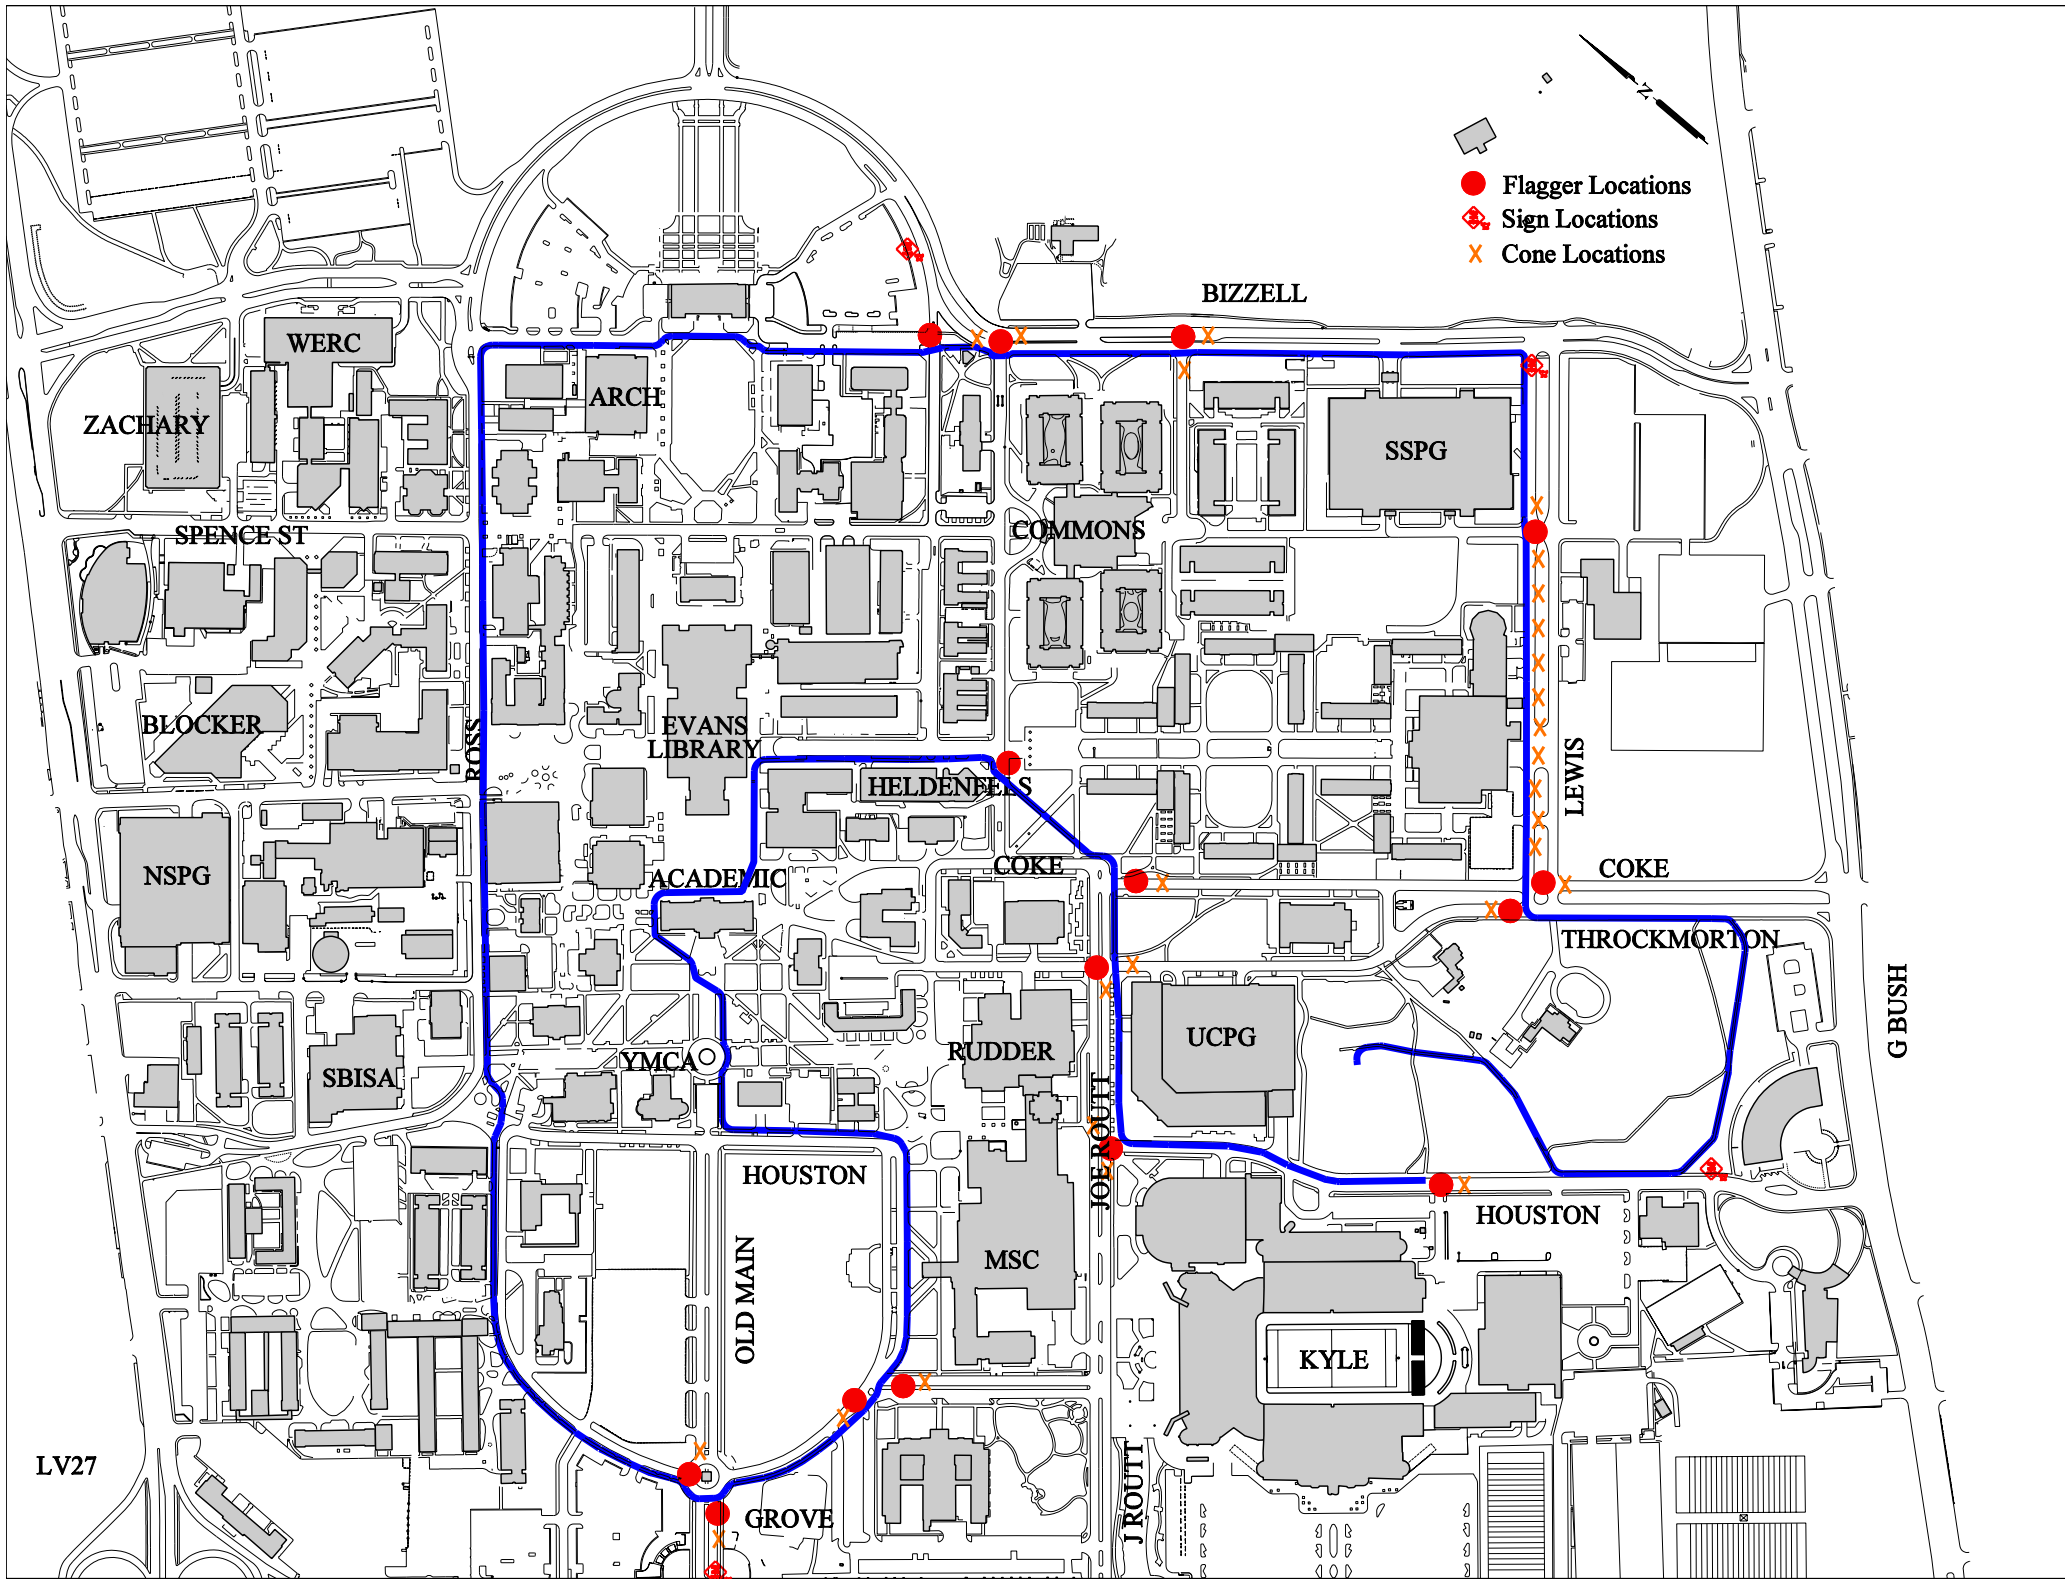 N
Flagger Locations
Sign Locations
Cone Locations
BIZZELL
WERC
ARCH
ZACHARY
SSPG
SPENCE ST
COMMONS
BLOCKER
ROSS
EVANS
LIBRARY
LEWIS
HELDENFELS
NSPG
ACADEMIC
COKE
COKE
THROCKMORTON
G BUSH
SBISA
YMCA
RUDDER
UCPG
JOE ROUTT
HOUSTON
HOUSTON
OLD MAIN
MSC
KYLE
LV27
GROVE
J ROUTT